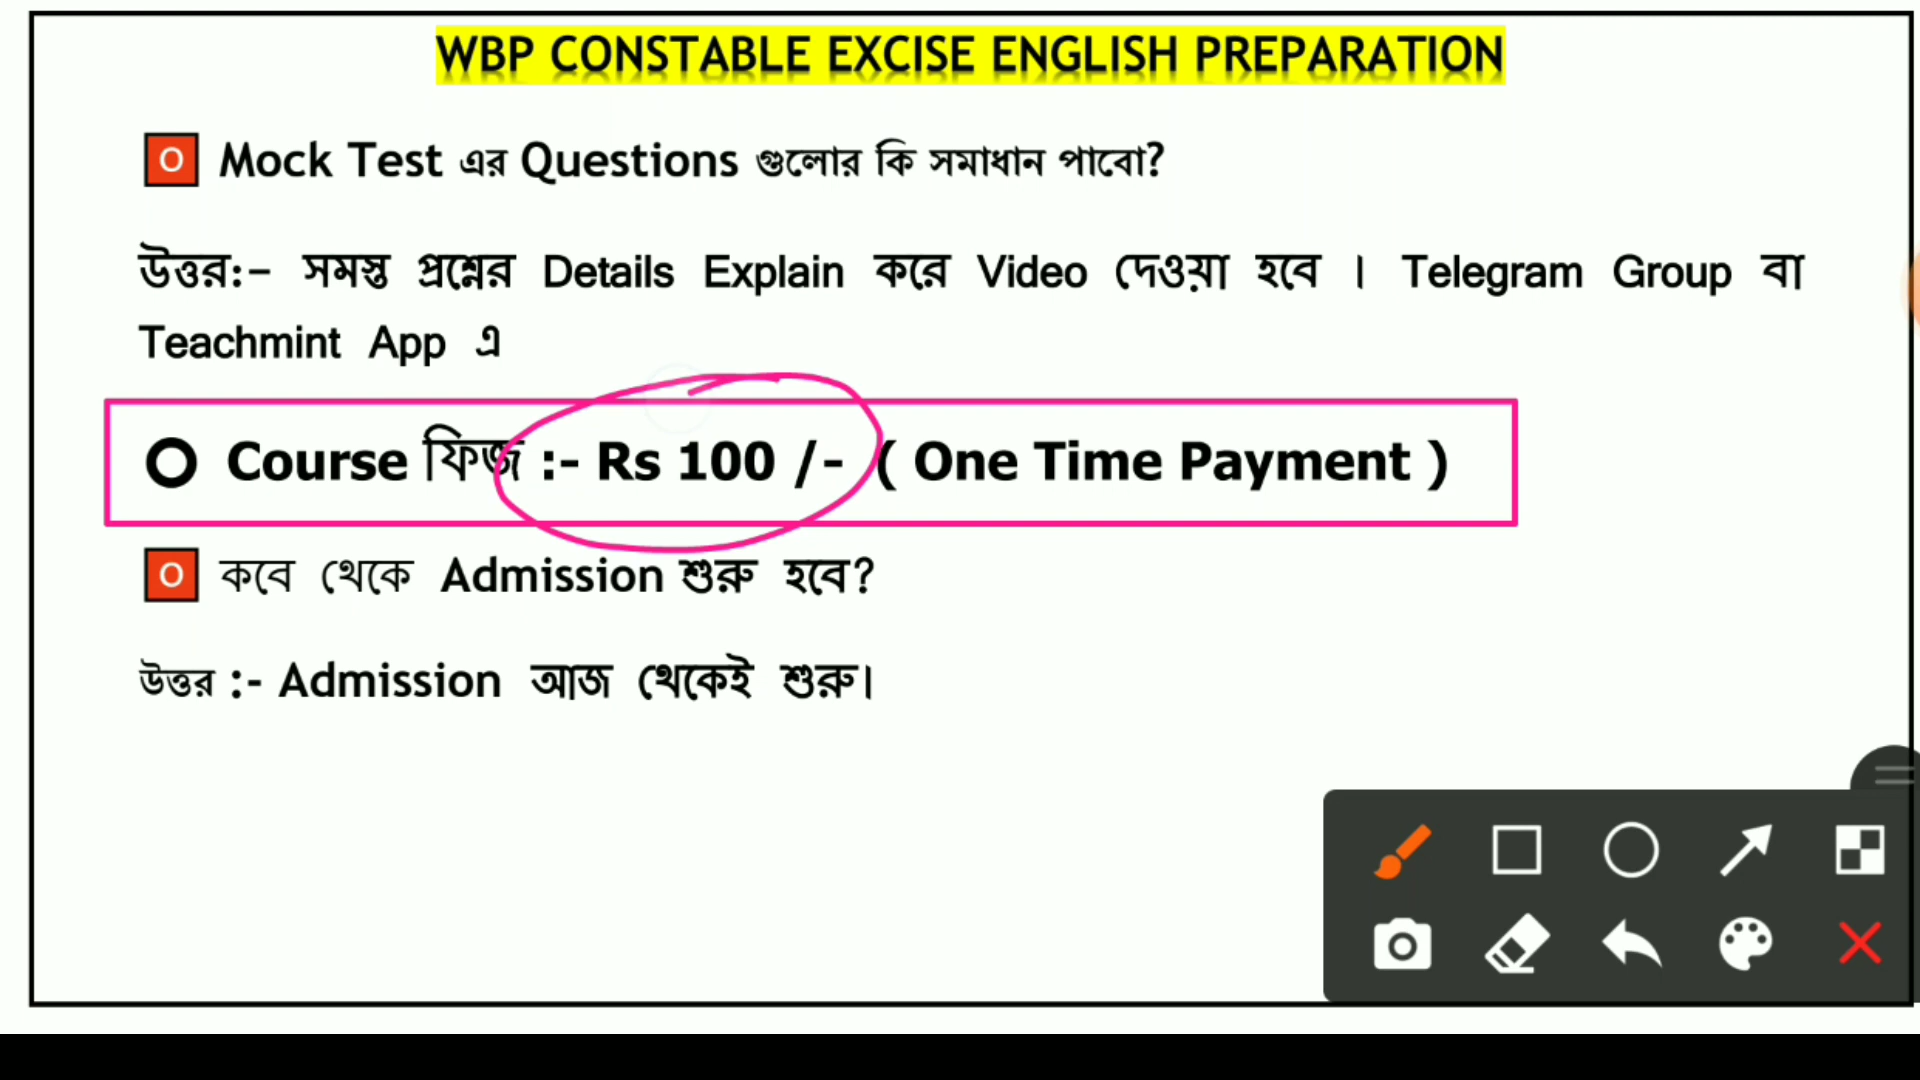 WBP CONSTABLE EXCISE ENGLISH PREPARATION
O Mock Test এর Questions গুলোর কি সমাধান পাবো?
উত্তর:– সমস্ত প্রশ্নের Details Explain করে Video দেওয়া হবে । Telegram Group বা
Teachmint App এ
O Course ফিজ :- Rs 100 /- ( One Time Payment )
O কবে থেকে Admission শুরু হবে?
উত্তর :- Admission আজ থেকেই শুরু।